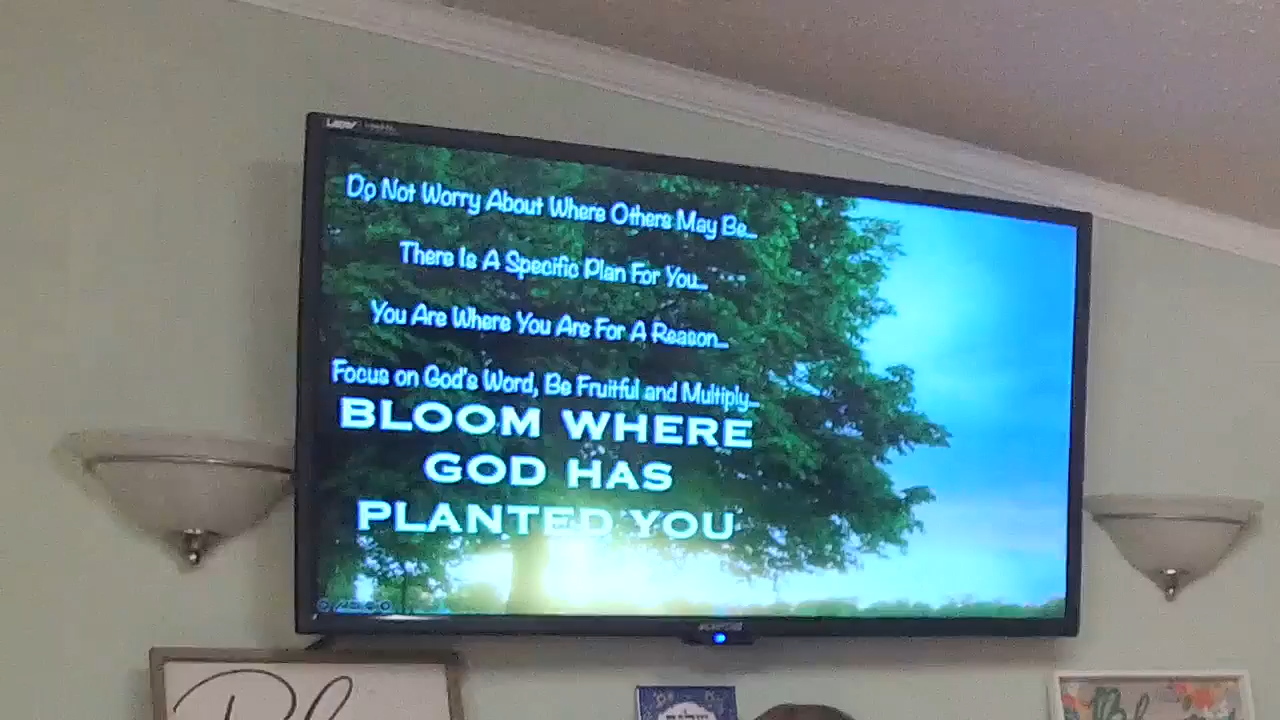 Do Not Worry About Where Others May Be...
There Is A Specific Plan For You...
You Are Where You Are For A Reason...
Focus on God's Word, Be Fruitful and Multiply...
BLOOM WHERE
GOD HAS
PLANTED YOU